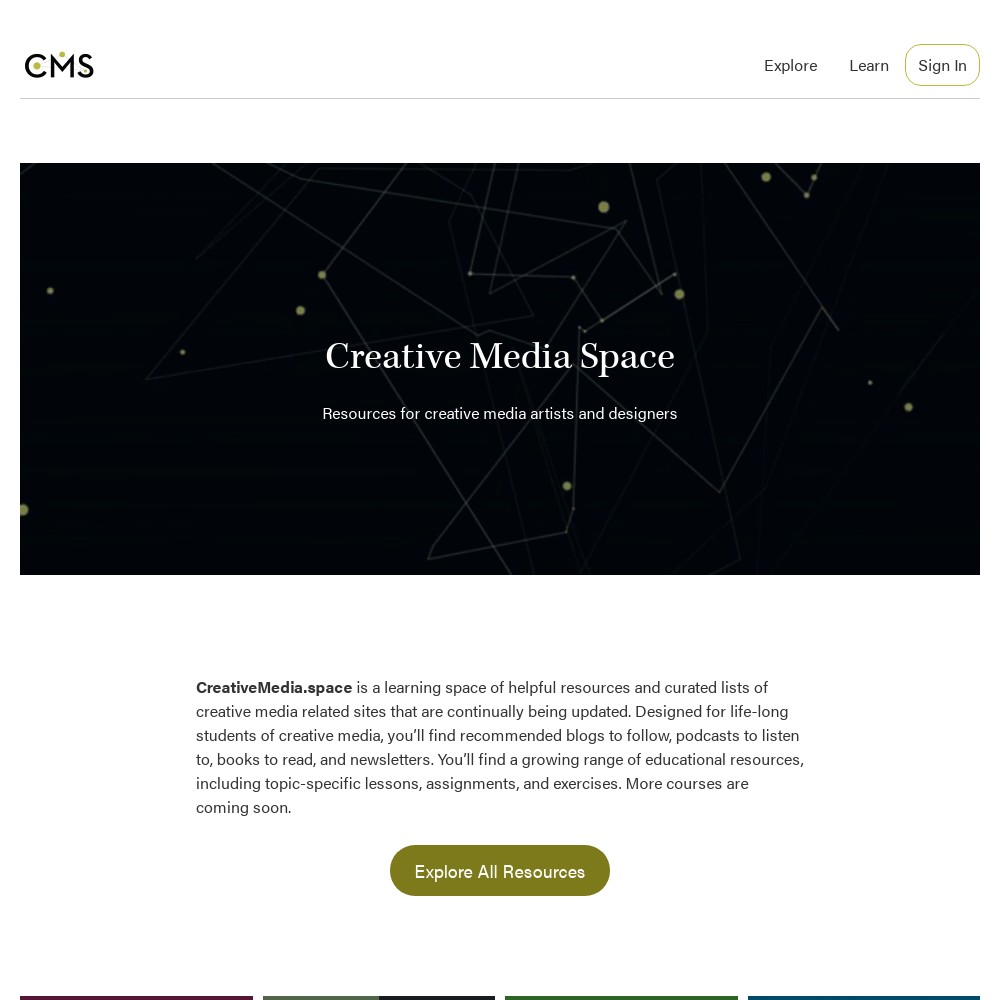 CMS
Explore
Learn
Sign In
Creative Media Space
Resources for creative media artists and designers
CreativeMedia.space is a learning space of helpful resources and curated lists of
creative media related sites that are continually being updated. Designed for life-long
students of creative media, you’ll find recommended blogs to follow, podcasts to listen
to, books to read, and newsletters. You’ll find a growing range of educational resources,
including topic-specific lessons, assignments, and exercises. More courses are
coming soon.
Explore All Resources